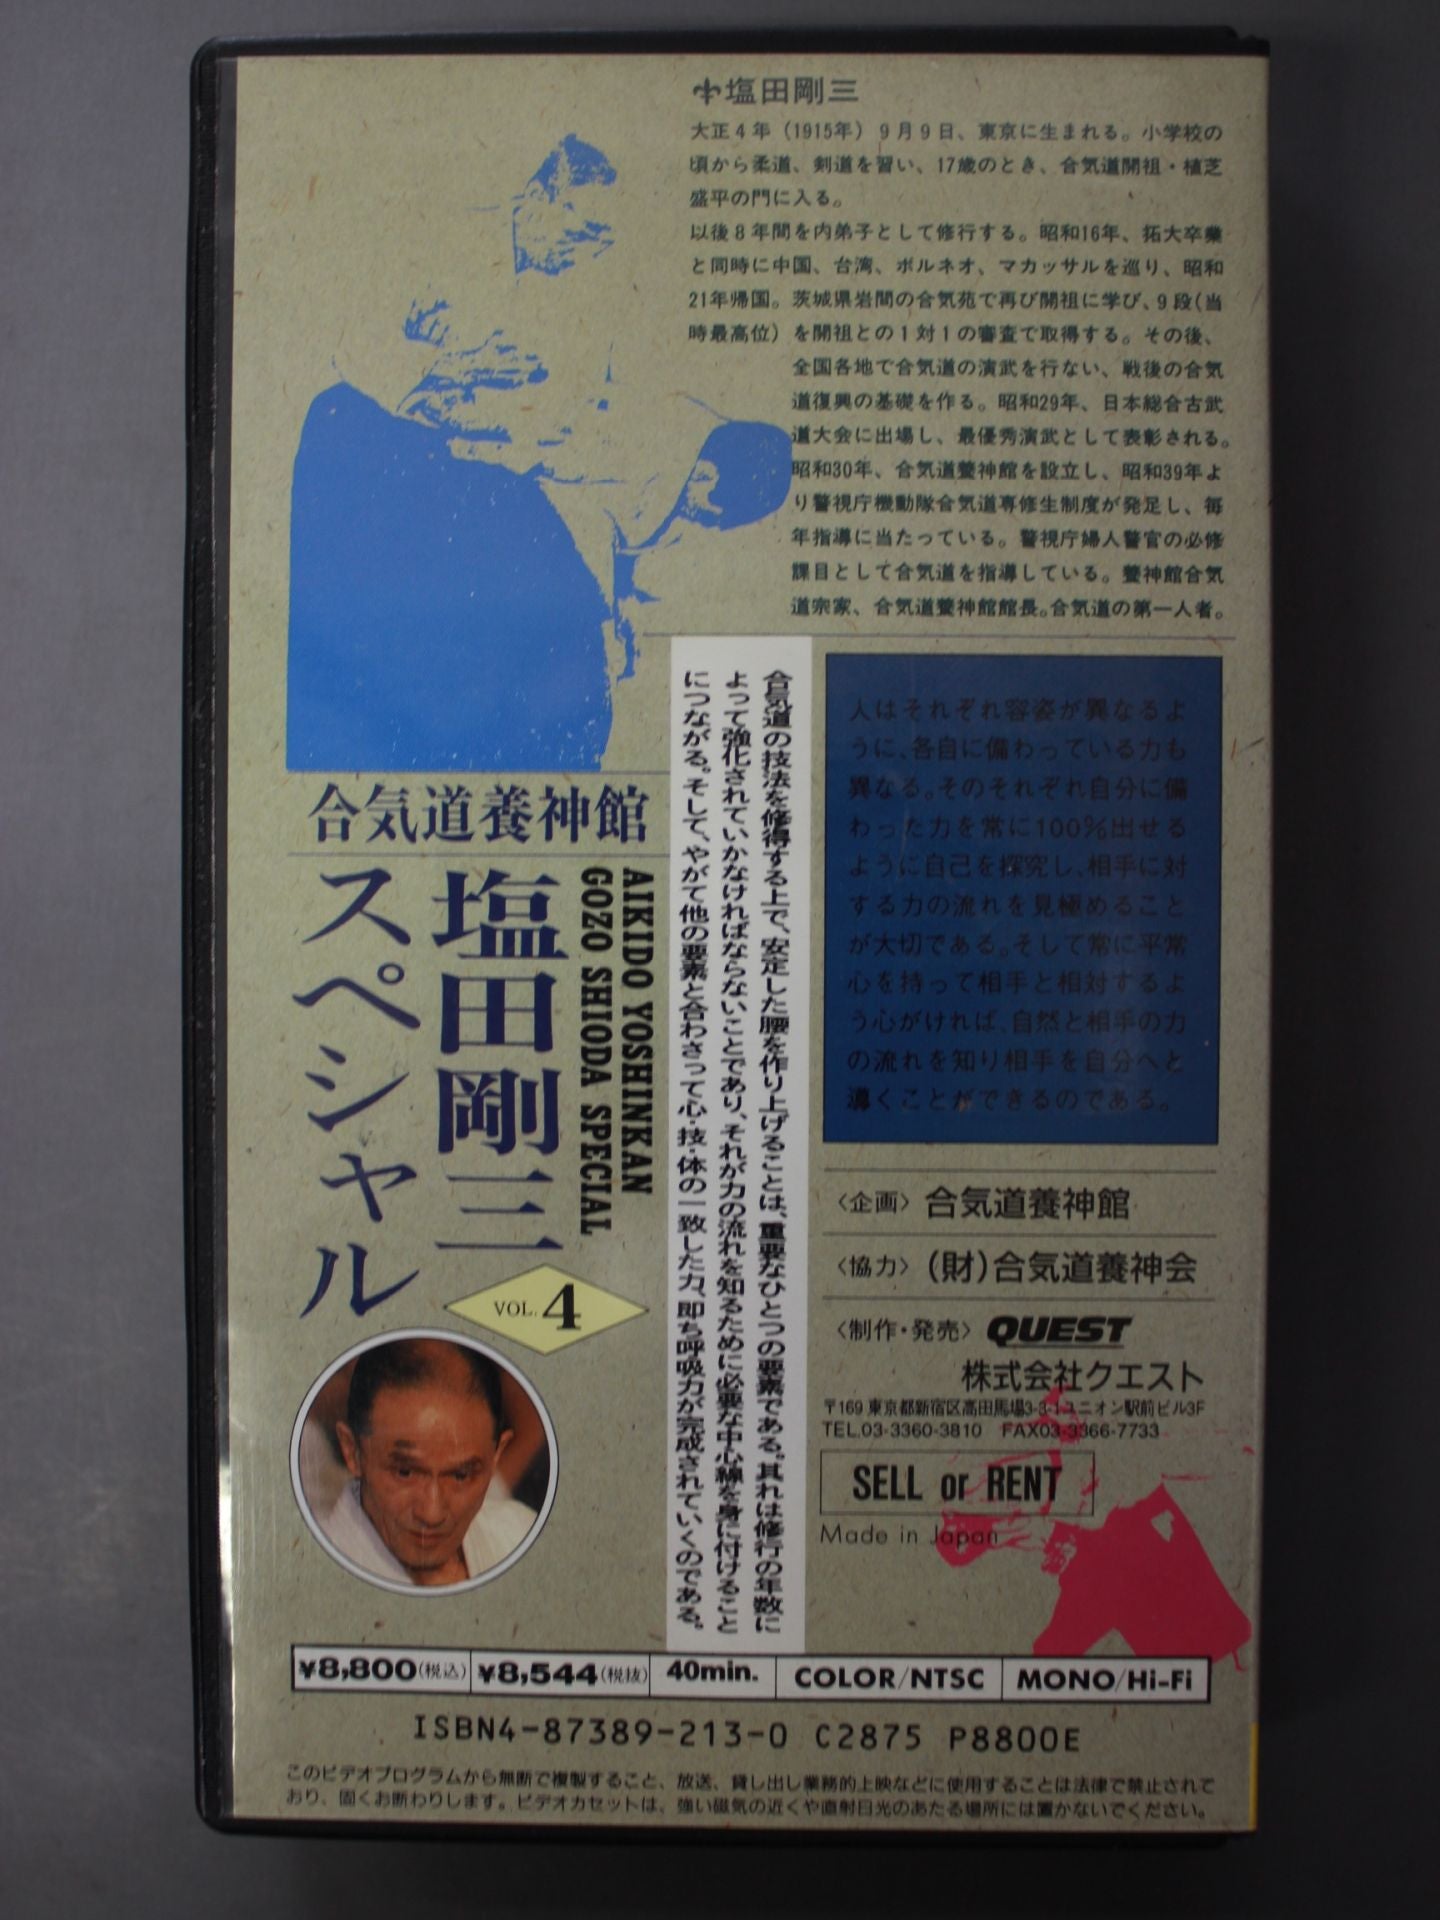 塩田剛三
大正4年（1915年）9月9日、東京に生まれる。小学校の
頃から柔道、剣道を習い、17歳のとき、合気道開祖・植芝
盛平の門に入る。
以後8年間を内弟子として修行する。昭和16年、拓大卒業
と同時に中国、台湾、ボルネオ、マカッサルを巡り、昭和
21年帰国。茨城県岩間の合気苑で再び開祖に学び、9段（当
時最高位）を開祖との1対1の審査で取得する。その後、
全国各地で合気道の演武を行ない、戦後の合気
道復興の基礎を作る。昭和29年、日本総合古武
道大会に出場し、最優秀演武として表彰される。
昭和30年、合気道養神館を設立し、昭和39年よ
り警視庁機動隊合気道専修生制度が発足し、毎
年指導に当たっている。警視庁婦人警官の必修
課目として合気道を指導している。養神館合気
道宗家、合気道養神館館長。合気道の第一人者。
合気道養神館
塩田剛三
スペシャル
AIKIDO YOSHINKAN
GOZO SHIODA SPECIAL
VOL. 4
合気道の技法を修得する上で、安定した腰を作り上げることは、重要なひとつの要素である。其れは修行の年数に
よって強化されていかなければならないことであり、それが力の流れを知るために必要な中心線を身に付けること
につながる。そして、やがて他の要素と合わさって心・技・体の一致した力、即ち呼吸力が完成されていくのである。
人はそれぞれ容姿が異なるよ
うに、各自に備わっている力も
異なる。そのそれぞれ自分に備
わった力を常に100%出せる
ように自己を探究し、相手に対
する力の流れを見極めること
が大切である。そして常に平常
心を持って相手と相対するよ
う心がければ、自然と相手の力
の流れを知り相手を自分へと
導くことができるのである。
〈企画〉合気道養神館
〈協力〉（財）合気道養神会
〈制作・発売〉QUEST
株式会社クエスト
〒169 東京都新宿区高田馬場3-3-1ユニオン駅前ビル3F
TEL.03-3360-3810 FAX03-3366-7733
SELL or RENT
Made in Japan
¥8,800（税込） ¥8,544（税抜） 40min. COLOR/NTSC MONO/Hi-Fi
ISBN4-87389-213-0 C2875 P8800E
このビデオプログラムから無断で複製すること、放送、貸し出し業務的上映などに使用することは法律で禁止されて
おり、固くお断わりします。ビデオカセットは、強い磁気の近くや直射日光のあたる場所には置かないでください。